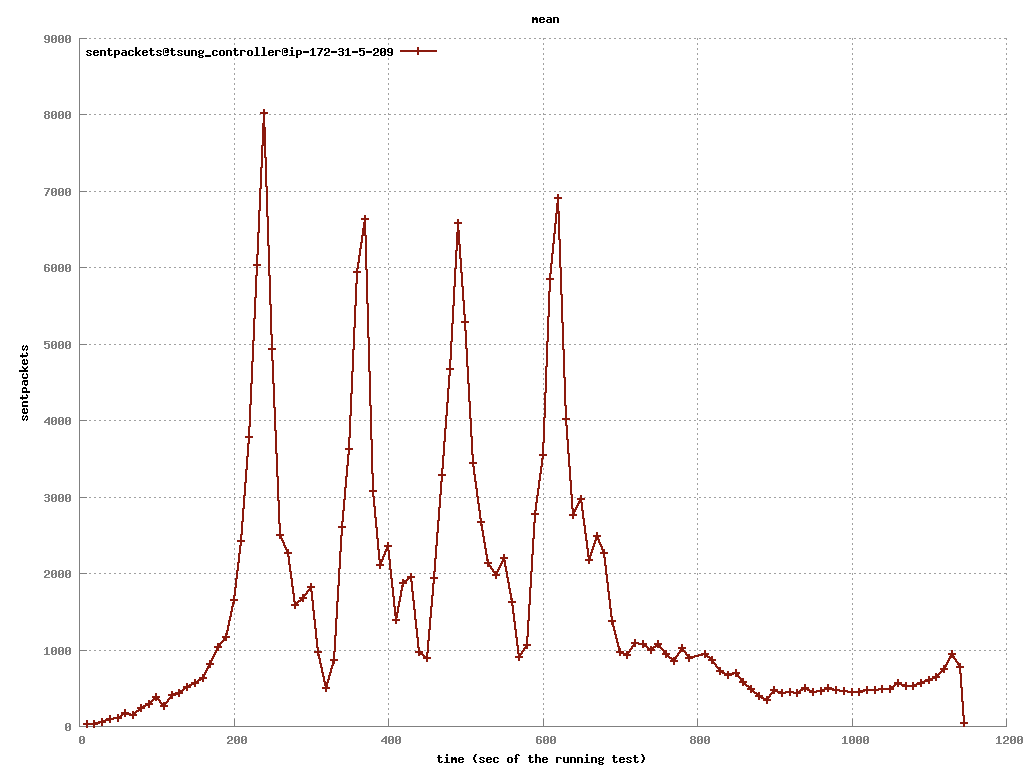 mean
9000
sentpackets@tsung_controller@ip-172-31-5-209
8000
7000
6000
5000
sentpackets
4000
3000
2000
1000
0
0 200 400 600 800 1000 1200
time (sec of the running test)